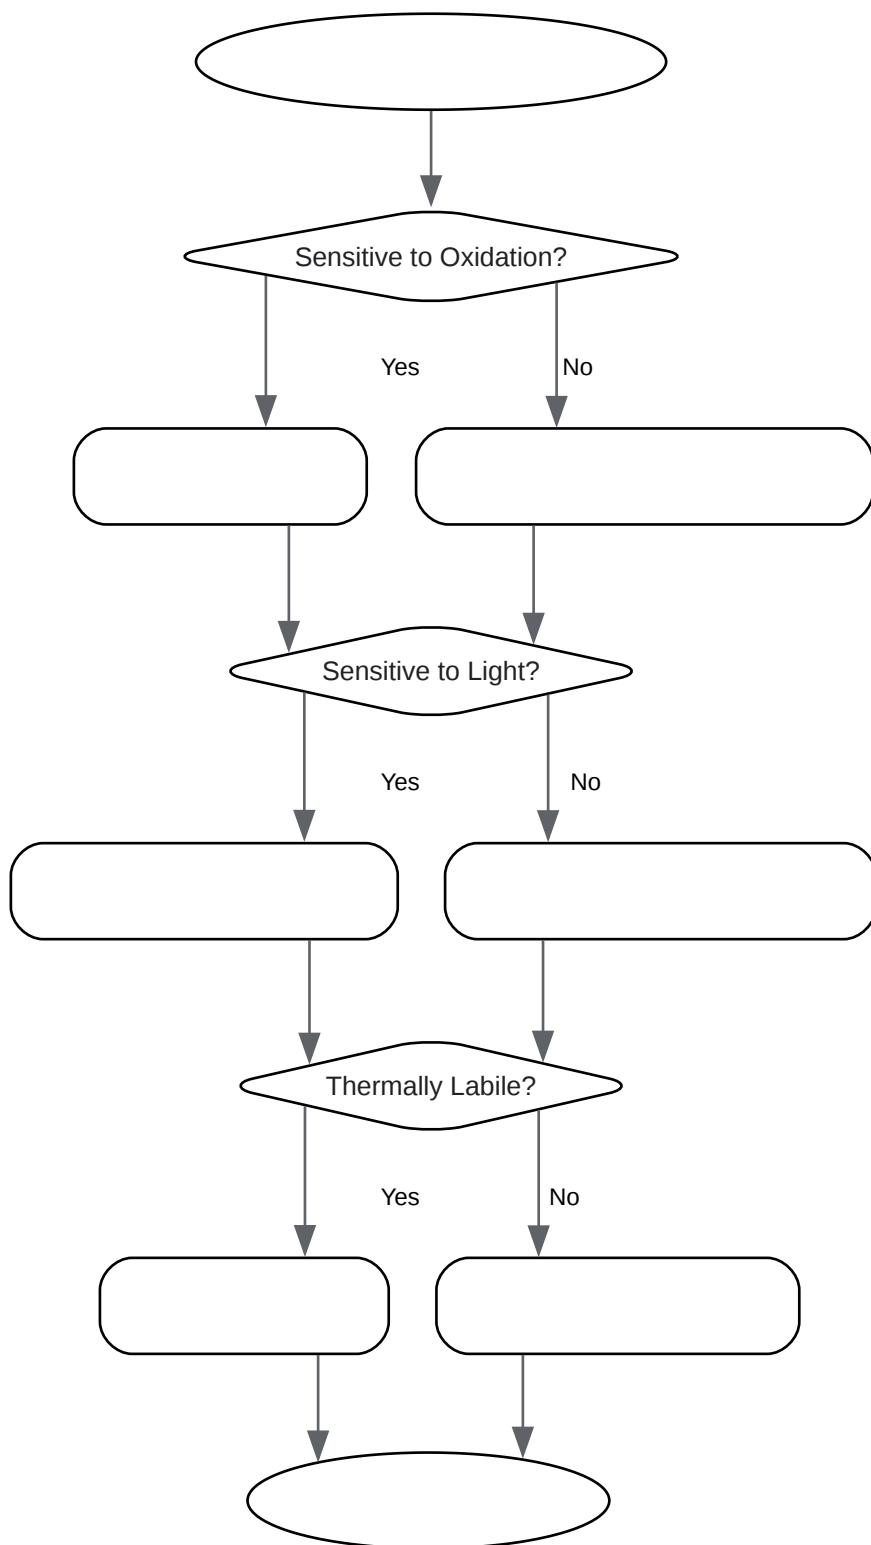 Sensitive to Oxidation?
Yes
No
Sensitive to Light?
Yes
No
Thermally Labile?
Yes
No